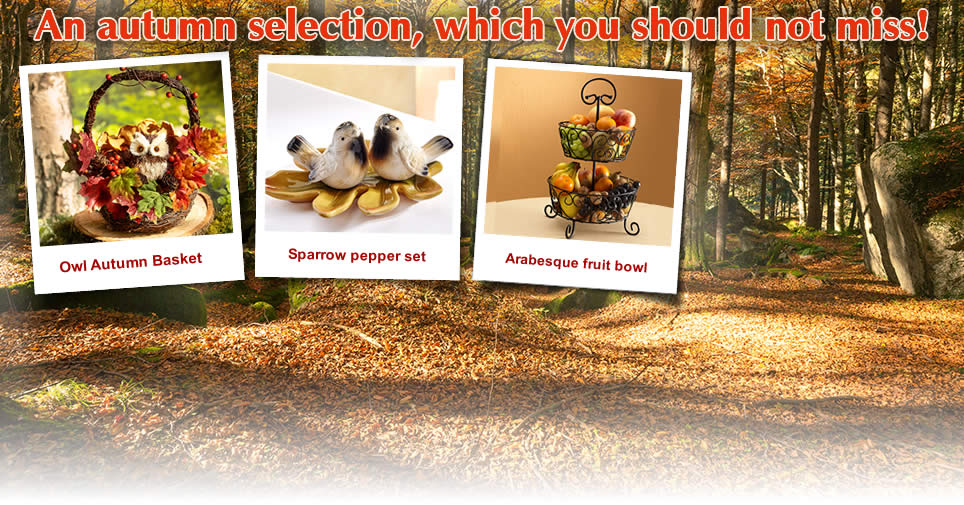 An autumn selection, which you should not miss!
Owl Autumn Basket
Sparrow pepper set
Arabesque fruit bowl